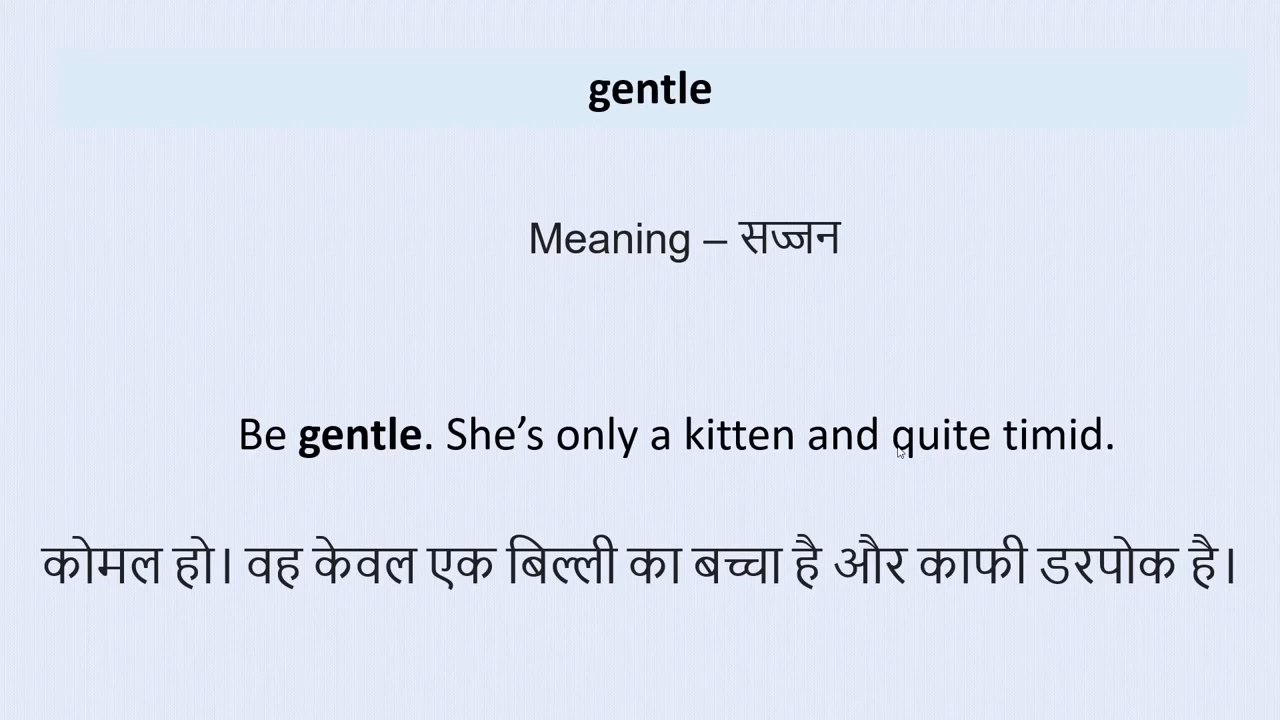 gentle
Meaning – सज्जन
Be gentle. She’s only a kitten and quite timid.
कोमल हो। वह केवल एक बिल्ली का बच्चा है और काफी डरपोक है।